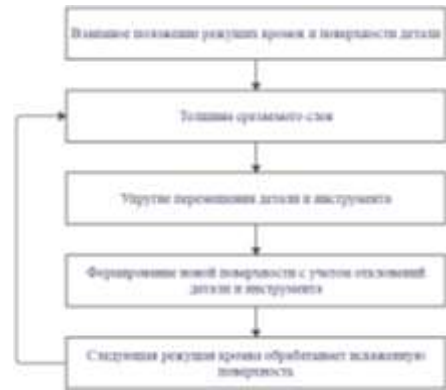 Взаимное положение режущих кромок и поверхности детали
Толщина срезаемого слоя
Упругие перемещения детали и инструмента
Формирование новой поверхности с учетом отклонений
детали и инструмента
Следующая режущая кромка обрабатывает искаженную
поверхность